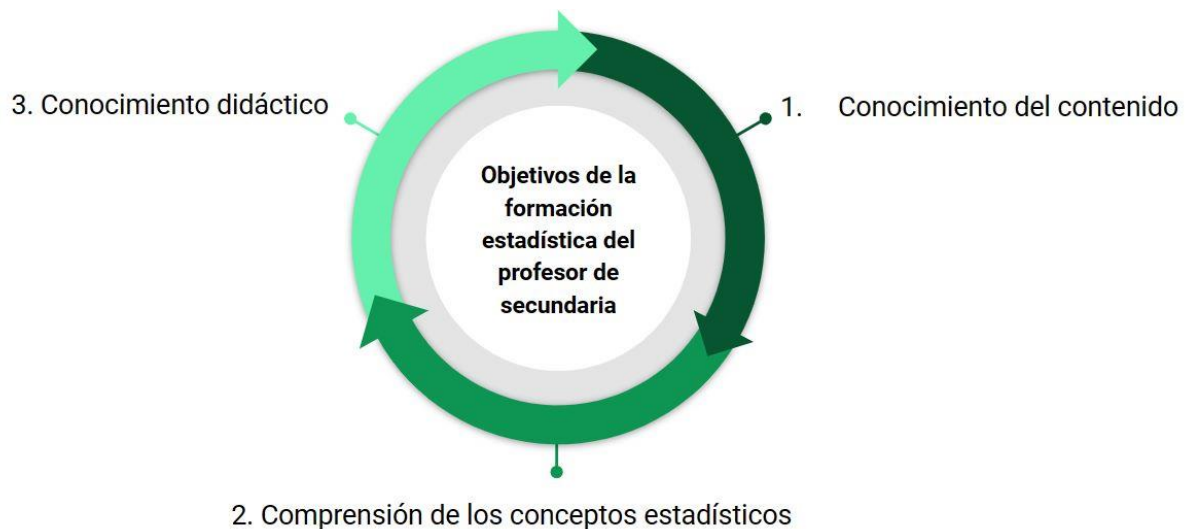 3. Conocimiento didáctico
1. Conocimiento del contenido
Objetivos de la
formación
estadística del
profesor de
secundaria
2. Comprensión de los conceptos estadísticos